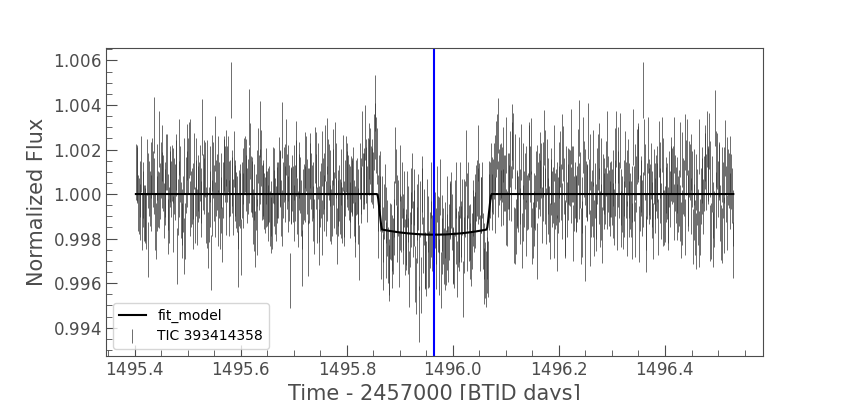 1.006
1.004
1.002
1.000
0.998
0.996
0.994
Normalized Flux
fit_model
TIC 393414358
1495.4 1495.6 1495.8 1496.0 1496.2 1496.4
Time - 2457000 [BTJD days]